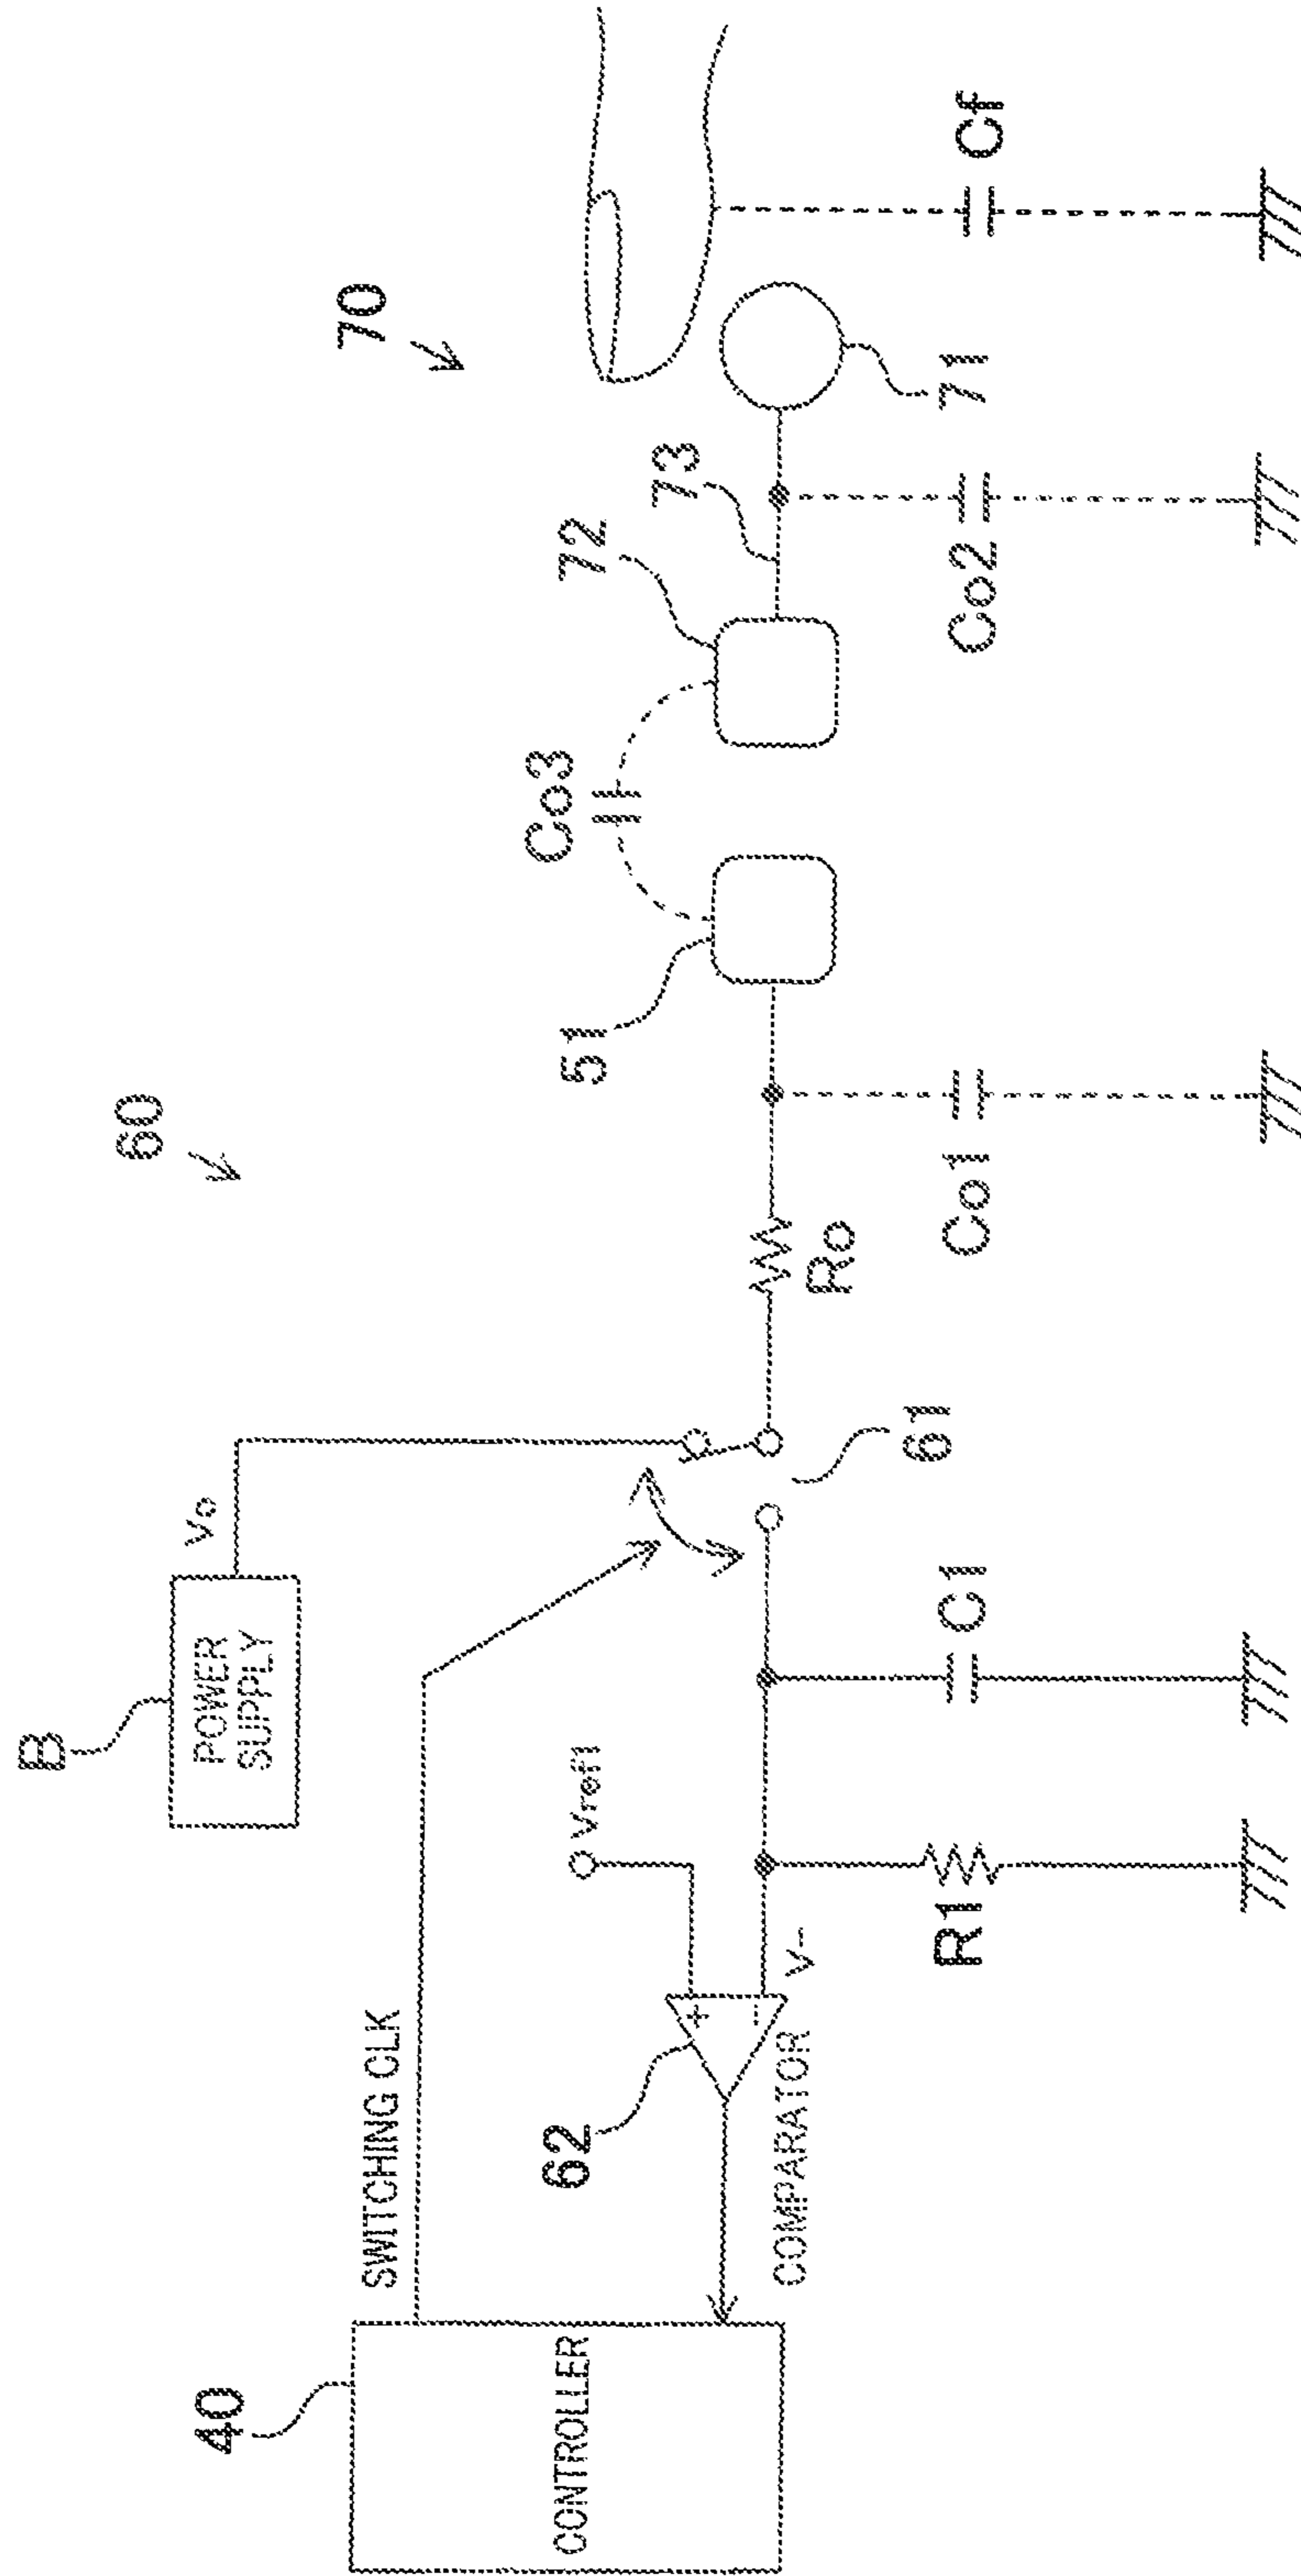 60
70
B
POWER
SUPPLY
Vo
40
SWITCHING CLK
CONTROLLER
62
COMPARATOR
Vref1
+
−
V−
R1
C1
61
Ro
Co1
51
Co3
72
73
Co2
71
Cf